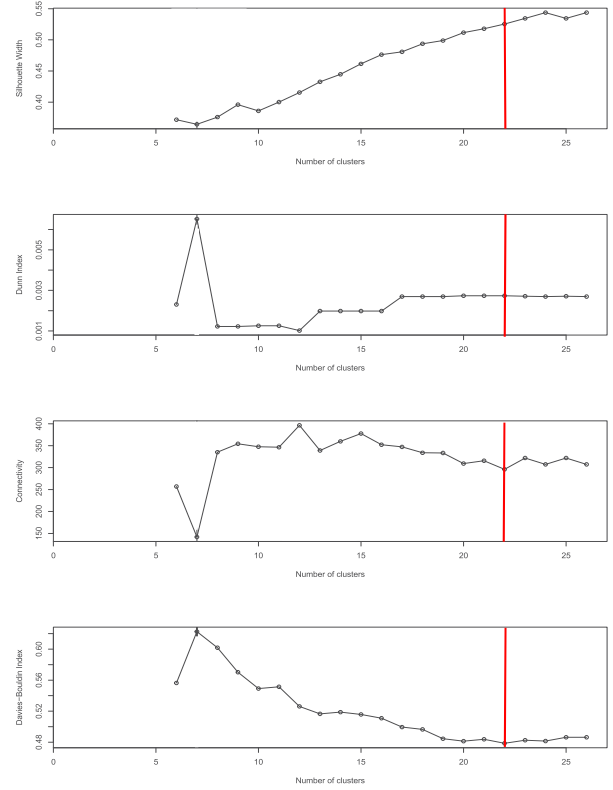 Silhouette Width
0.55
0.50
0.45
0.40
0 5 10 15 20 25
Number of clusters
Dunn Index
0.005
0.003
0.001
0 5 10 15 20 25
Number of clusters
Connectivity
400
350
300
250
200
150
0 5 10 15 20 25
Number of clusters
Davies−Bouldin Index
0.60
0.56
0.52
0.48
0 5 10 15 20 25
Number of clusters